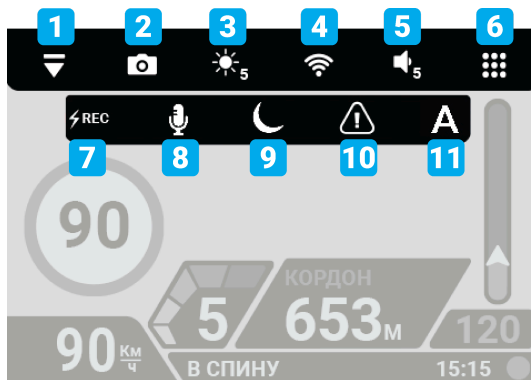 1 2 3 4 5 6
5 5
REC A
7 8 9 10 11
90
КОРДОН
5 653м 120
90 Км/ч
В СПИНУ 15:15